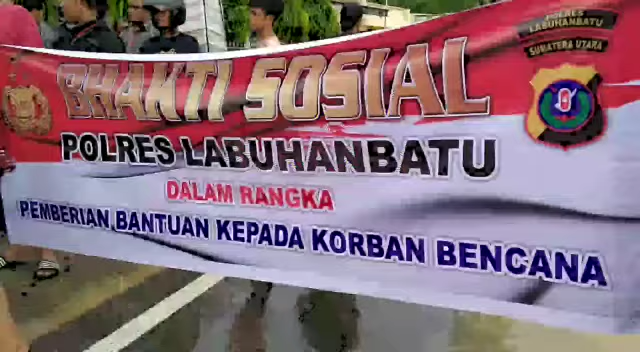 POLRES
LABUHANBATU
SUMATERA UTARA
BHAKTI SOSIAL
POLRES LABUHANBATU
DALAM RANGKA
PEMBERIAN BANTUAN KEPADA KORBAN BENCANA